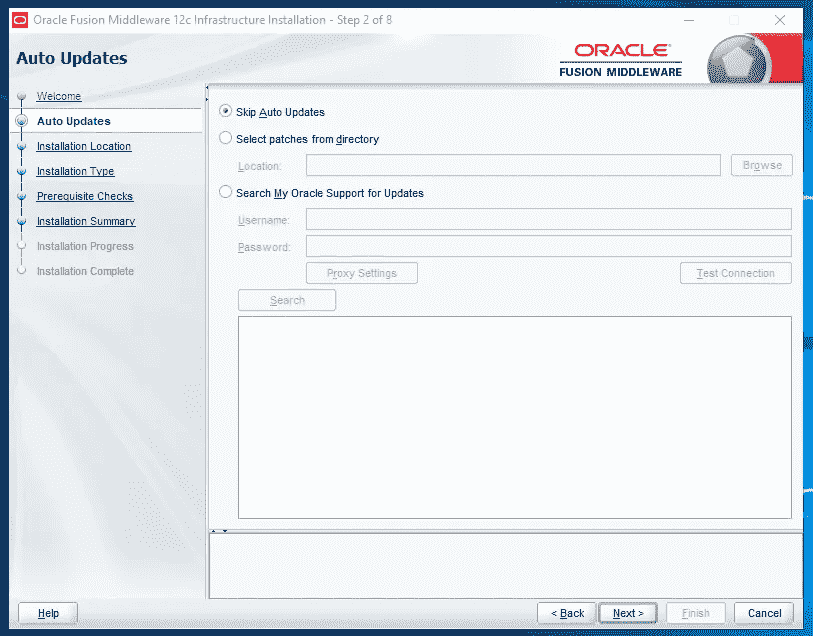 Oracle Fusion Middleware 12c Infrastructure Installation - Step 2 of 8
Auto Updates
ORACLE
FUSION MIDDLEWARE
Welcome
Auto Updates
Installation Location
Installation Type
Prerequisite Checks
Installation Summary
Installation Progress
Installation Complete
Skip Auto Updates
Select patches from directory
Location:
Browse
Search My Oracle Support for Updates
Username:
Password:
Proxy Settings
Test Connection
Search
Help
< Back
Next >
Finish
Cancel